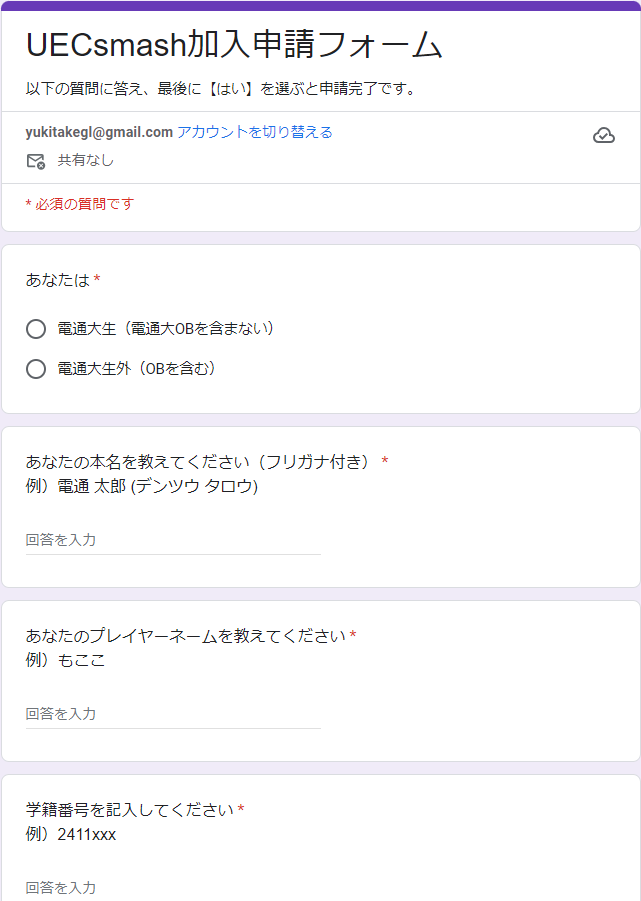 UECsmash加入申請フォーム
以下の質問に答え、最後に【はい】を選ぶと申請完了です。
yukitakegl@gmail.com アカウントを切り替える
共有なし
* 必須の質問です
あなたは *
電通大生（電通大OBを含まない）
電通大生外（OBを含む）
あなたの本名を教えてください（フリガナ付き） *
例）電通 太郎 (デンツウ タロウ)
回答を入力
あなたのプレイヤーネームを教えてください *
例）もここ
回答を入力
学籍番号を記入してください *
例）2411xxx
回答を入力